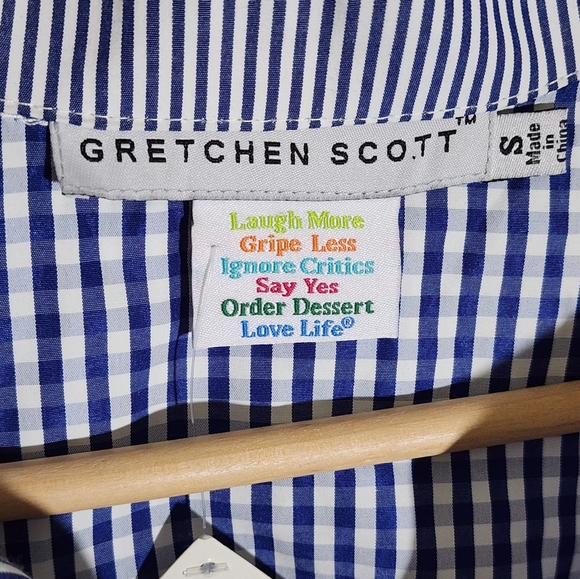 GRETCHEN SCOTT™
S
Made
in
China
Laugh More
Gripe Less
Ignore Critics
Say Yes
Order Dessert
Love Life®